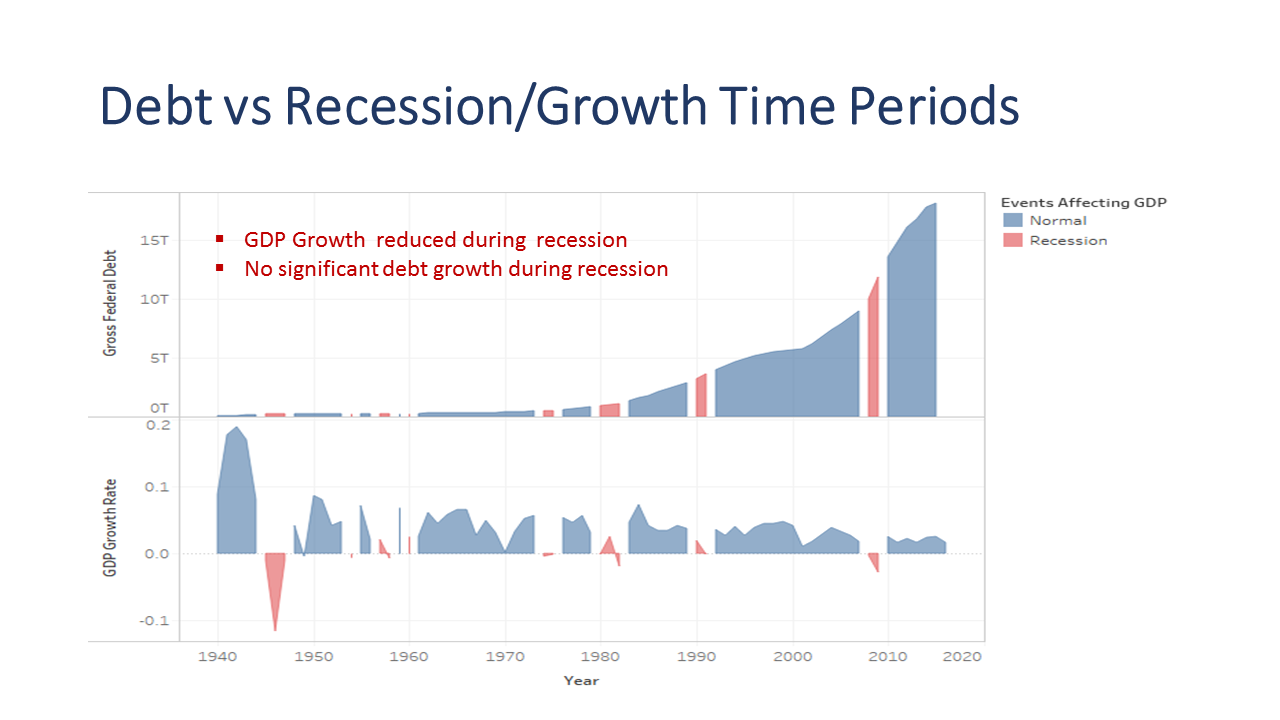 Debt vs Recession/Growth Time Periods
Events Affecting GDP
Normal
Recession
▪ GDP Growth reduced during recession
▪ No significant debt growth during recession
Gross Federal Debt
15T
10T
5T
0T
GDP Growth Rate
0.2
0.1
0.0
-0.1
1940 1950 1960 1970 1980 1990 2000 2010 2020
Year